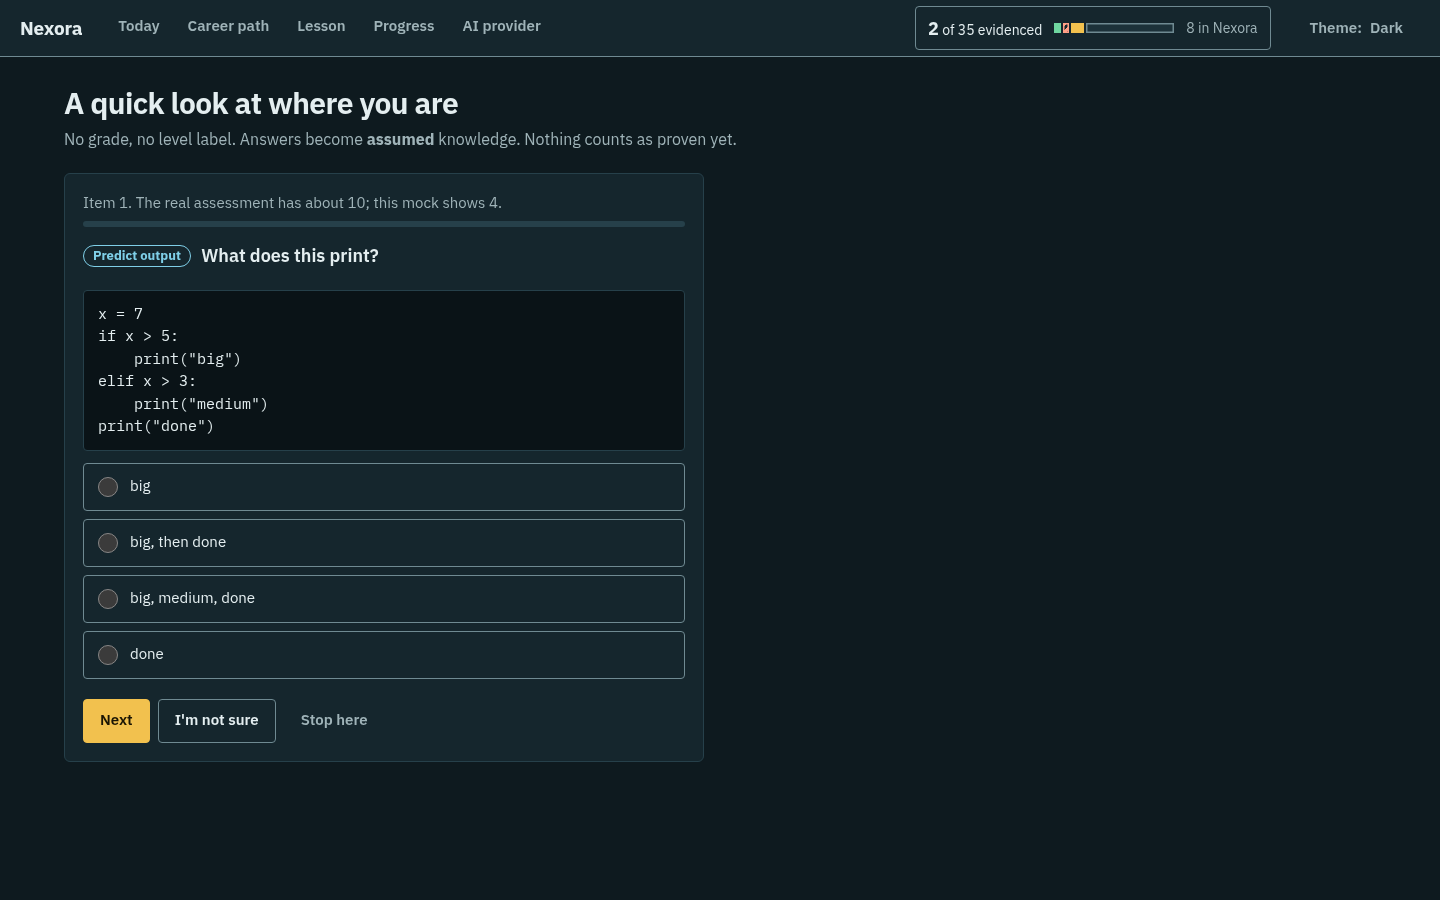 Nexora Today Career path Lesson Progress AI provider 2 of 35 evidenced 8 in Nexora Theme: Dark
A quick look at where you are
No grade, no level label. Answers become assumed knowledge. Nothing counts as proven yet.
Item 1. The real assessment has about 10; this mock shows 4.
Predict output What does this print?
x = 7
if x > 5:
    print("big")
elif x > 3:
    print("medium")
print("done")
big
big, then done
big, medium, done
done
Next I'm not sure Stop here